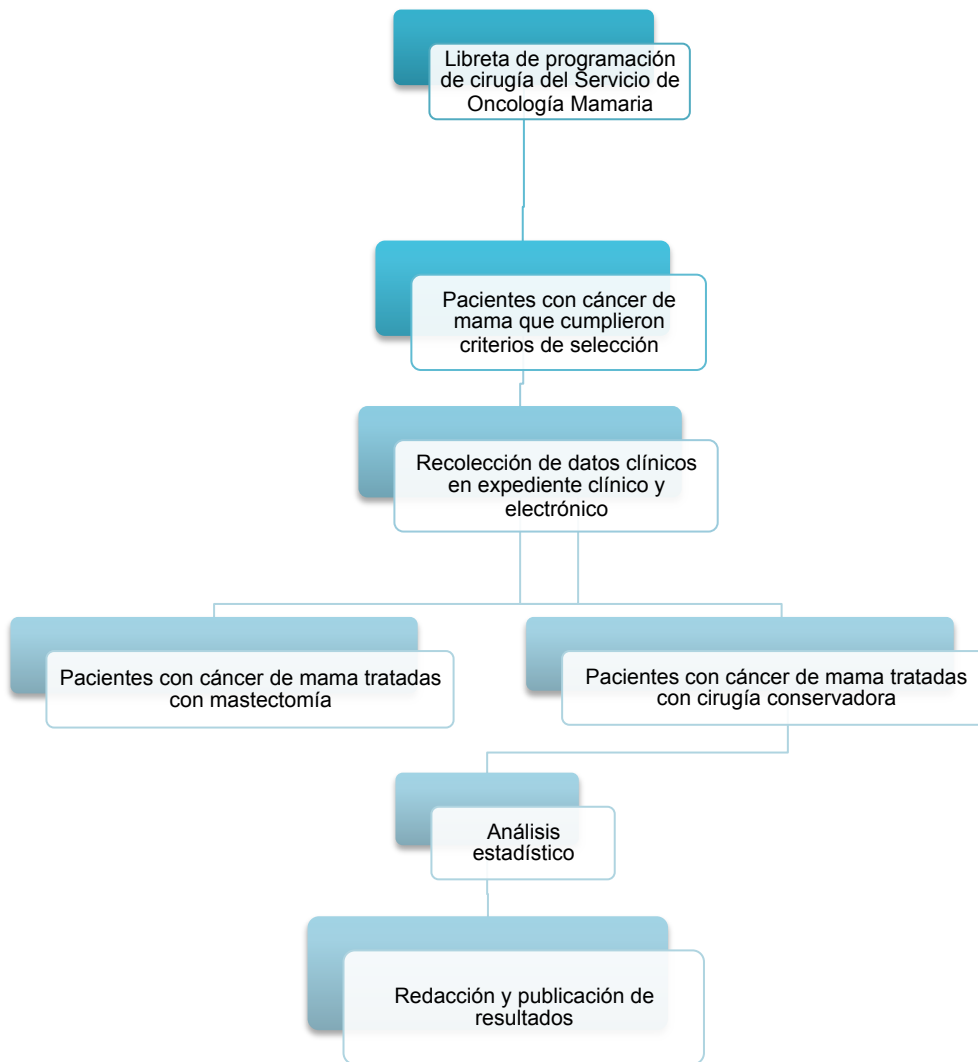 Libreta de programación
de cirugía del Servicio de
Oncología Mamaria
Pacientes con cáncer de
mama que cumplieron
criterios de selección
Recolección de datos clínicos
en expediente clínico y
electrónico
Pacientes con cáncer de mama tratadas
con mastectomía
Pacientes con cáncer de mama tratadas
con cirugía conservadora
Análisis
estadístico
Redacción y publicación de
resultados